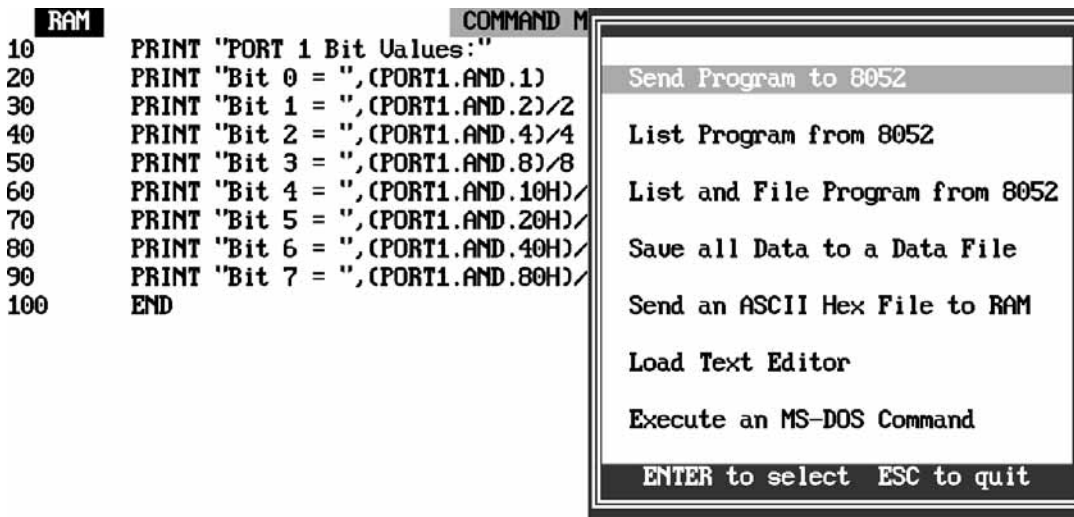 RAM
COMMAND M
10 PRINT "PORT 1 Bit Values:"
20 PRINT "Bit 0 = ",(PORT1.AND.1)
30 PRINT "Bit 1 = ",(PORT1.AND.2)/2
40 PRINT "Bit 2 = ",(PORT1.AND.4)/4
50 PRINT "Bit 3 = ",(PORT1.AND.8)/8
60 PRINT "Bit 4 = ",(PORT1.AND.10H)/
70 PRINT "Bit 5 = ",(PORT1.AND.20H)/
80 PRINT "Bit 6 = ",(PORT1.AND.40H)/
90 PRINT "Bit 7 = ",(PORT1.AND.80H)/
100 END
Send Program to 8052
List Program from 8052
List and File Program from 8052
Save all Data to a Data File
Send an ASCII Hex File to RAM
Load Text Editor
Execute an MS-DOS Command
ENTER to select ESC to quit